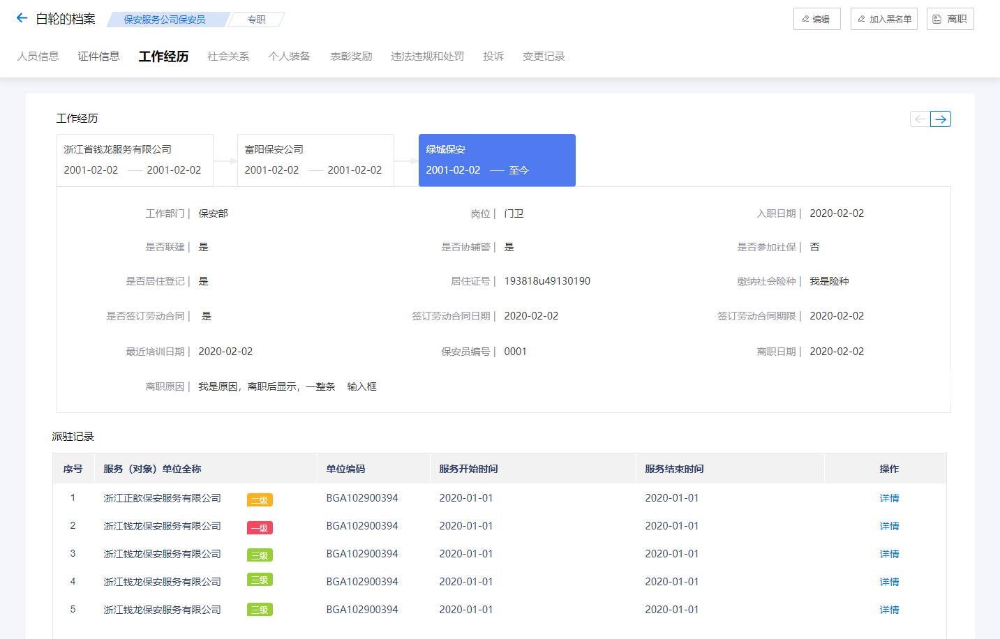 白轮的档案 保安服务公司保安员 专职 编辑 加入黑名单 离职
人员信息 证件信息 工作经历 社会关系 个人装备 表彰奖励 违法违规和处罚 投诉 变更记录
工作经历
浙江省钱龙服务有限公司 富阳保安公司 绿城保安
2001-02-02 —— 2001-02-02 2001-02-02 —— 2001-02-02 2001-02-02 —— 至今
工作部门 | 保安部 岗位 | 门卫 入职日期 | 2020-02-02
是否联建 | 是 是否协辅警 | 是 是否参加社保 | 否
是否居住登记 | 是 居住证号 | 193818u49130190 缴纳社会险种 | 我是险种
是否签订劳动合同 | 是 签订劳动合同日期 | 2020-02-02 签订劳动合同期限 | 2020-02-02
最近培训日期 | 2020-02-02 保安员编号 | 0001 离职日期 | 2020-02-02
离职原因 | 我是原因，离职后显示，一整条 输入框
派驻记录
序号 服务（对象）单位全称 单位编码 服务开始时间 服务结束时间 操作
1 浙江正歆保安服务有限公司 二级 BGA102900394 2020-01-01 2020-01-01 详情
2 浙江钱龙保安服务有限公司 一级 BGA102900394 2020-01-01 2020-01-01 详情
3 浙江钱龙保安服务有限公司 三级 BGA102900394 2020-01-01 2020-01-01 详情
4 浙江钱龙保安服务有限公司 三级 BGA102900394 2020-01-01 2020-01-01 详情
5 浙江钱龙保安服务有限公司 三级 BGA102900394 2020-01-01 2020-01-01 详情